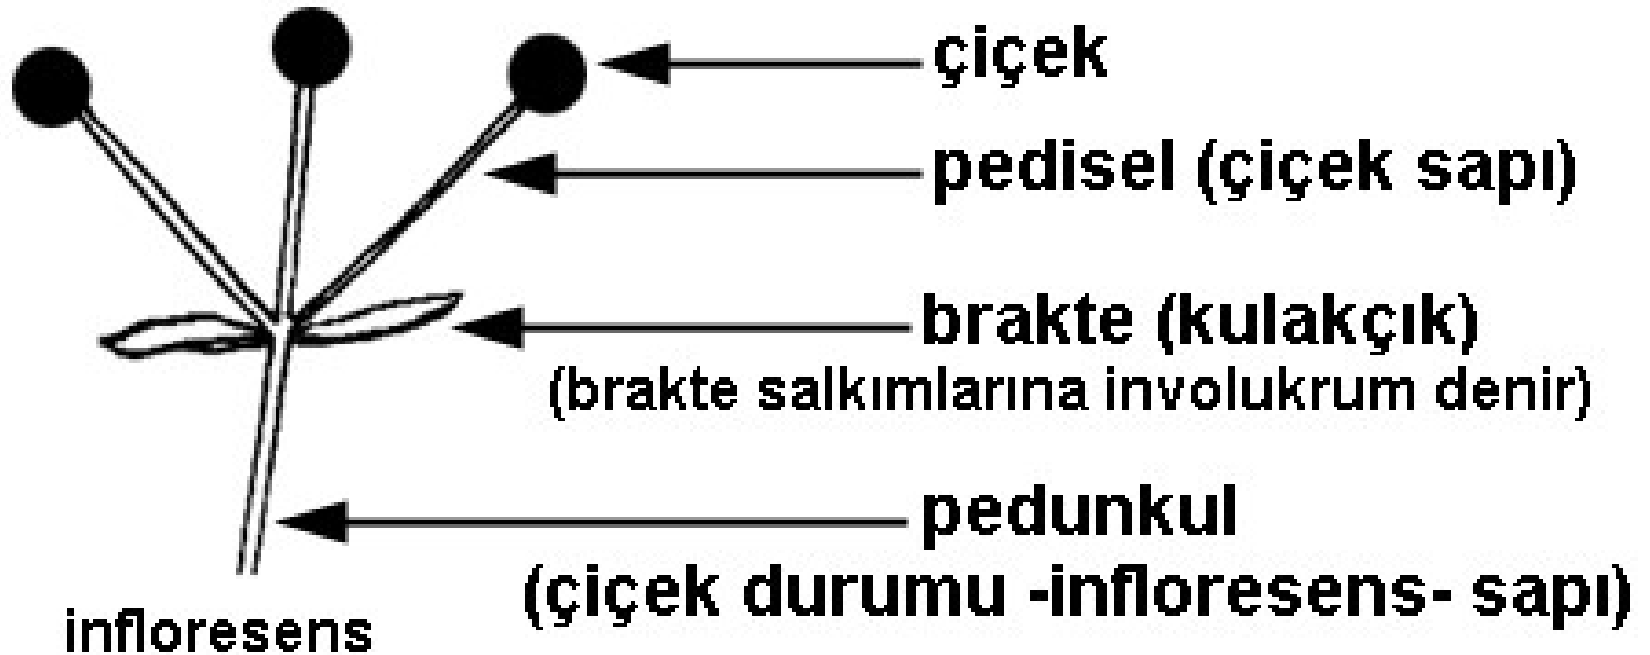 çiçek
pedisel (çiçek sapı)
brakte (kulakçık)
(brakte salkımlarına involukrum denir)
pedunkul
(çiçek durumu -infloresens- sapı)
infloresens